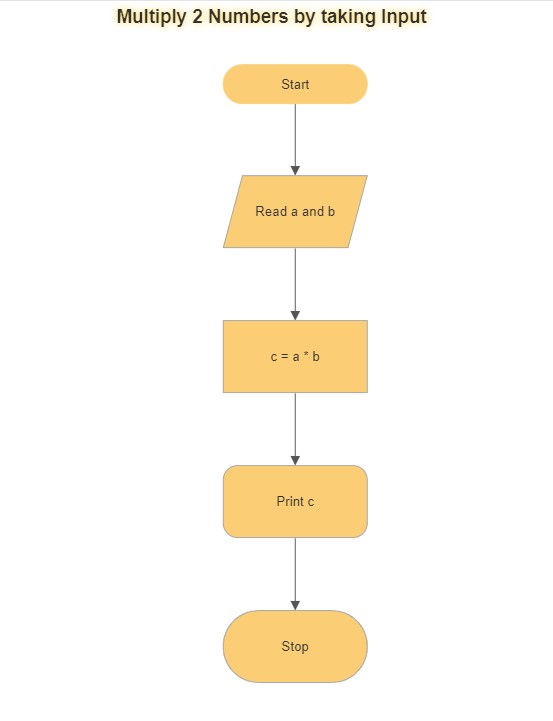 Multiply 2 Numbers by taking Input
Start
Read a and b
c = a * b
Print c
Stop